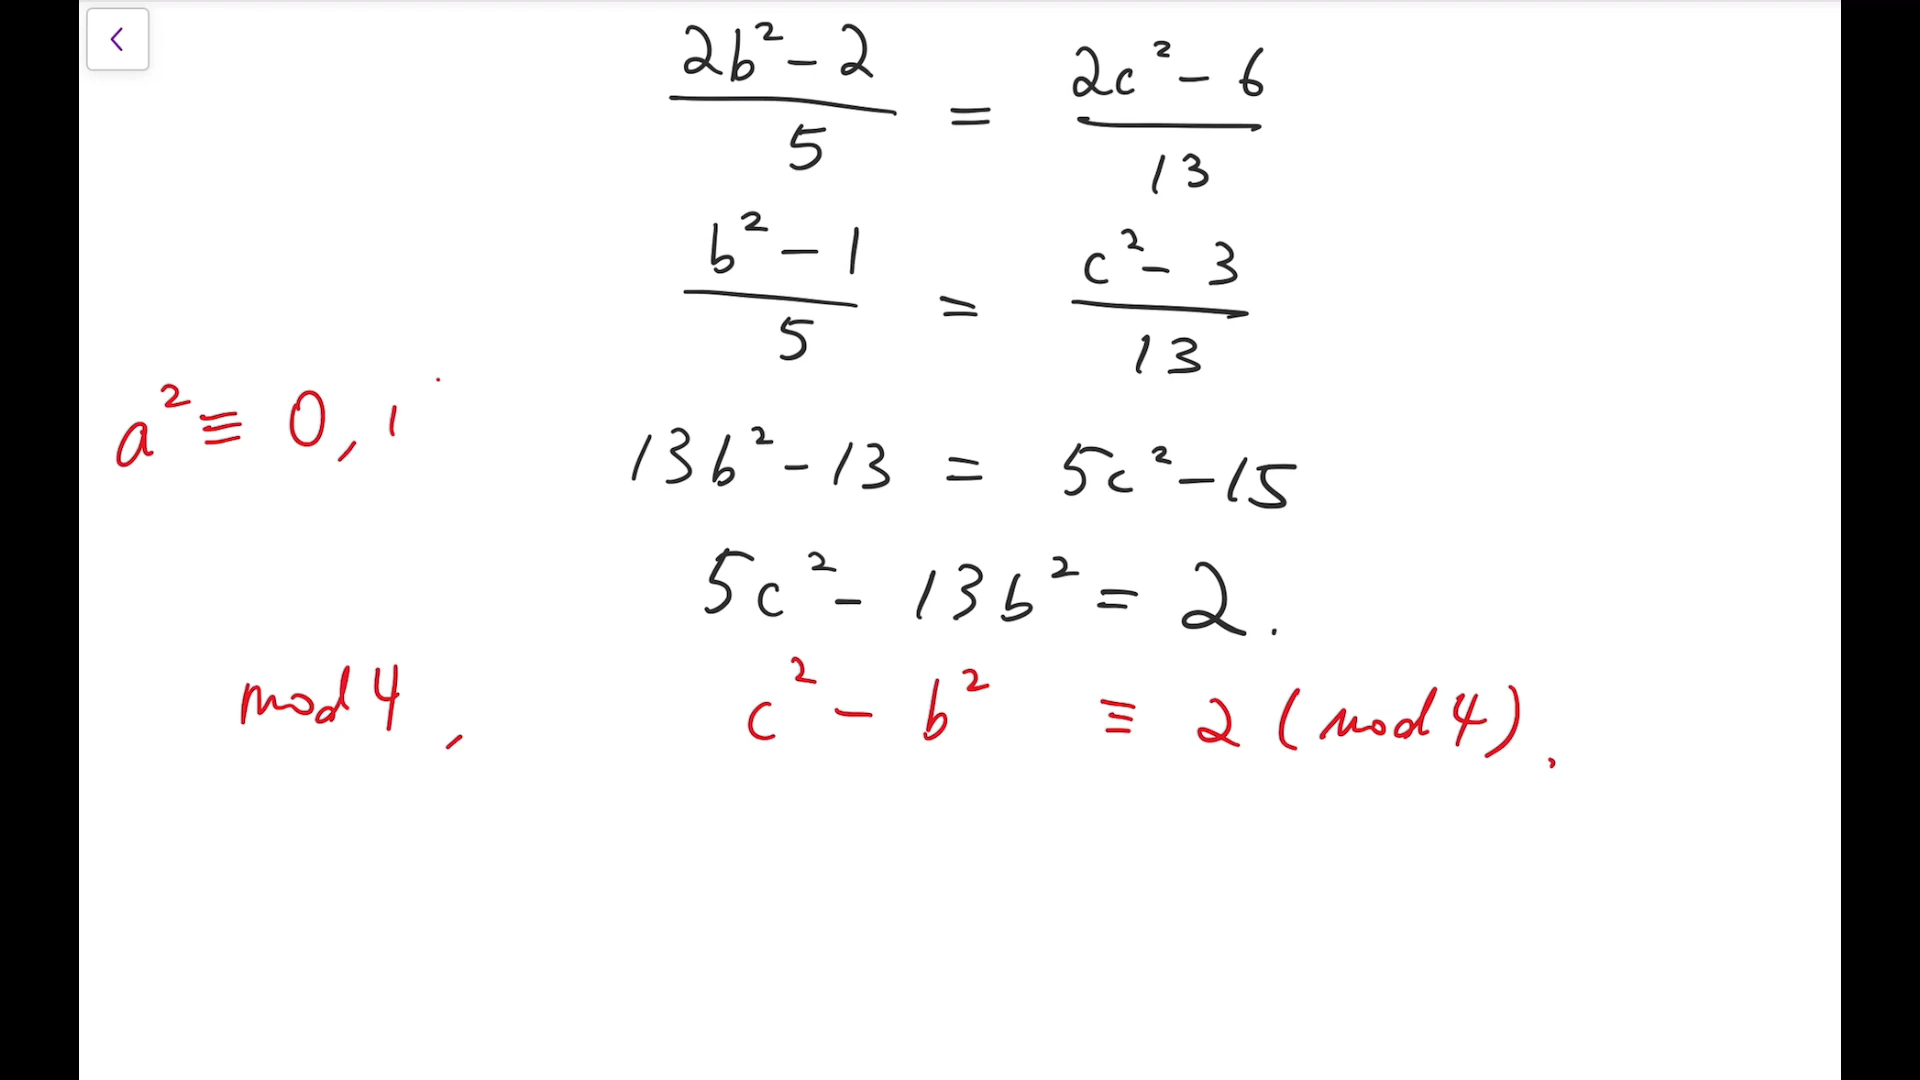 2b² - 2 / 5 = 2c² - 6 / 13
b² - 1 / 5 = c² - 3 / 13
a² ≡ 0, 1
13b² - 13 = 5c² - 15
5c² - 13b² = 2.
mod 4, c² - b² ≡ 2 (mod 4).